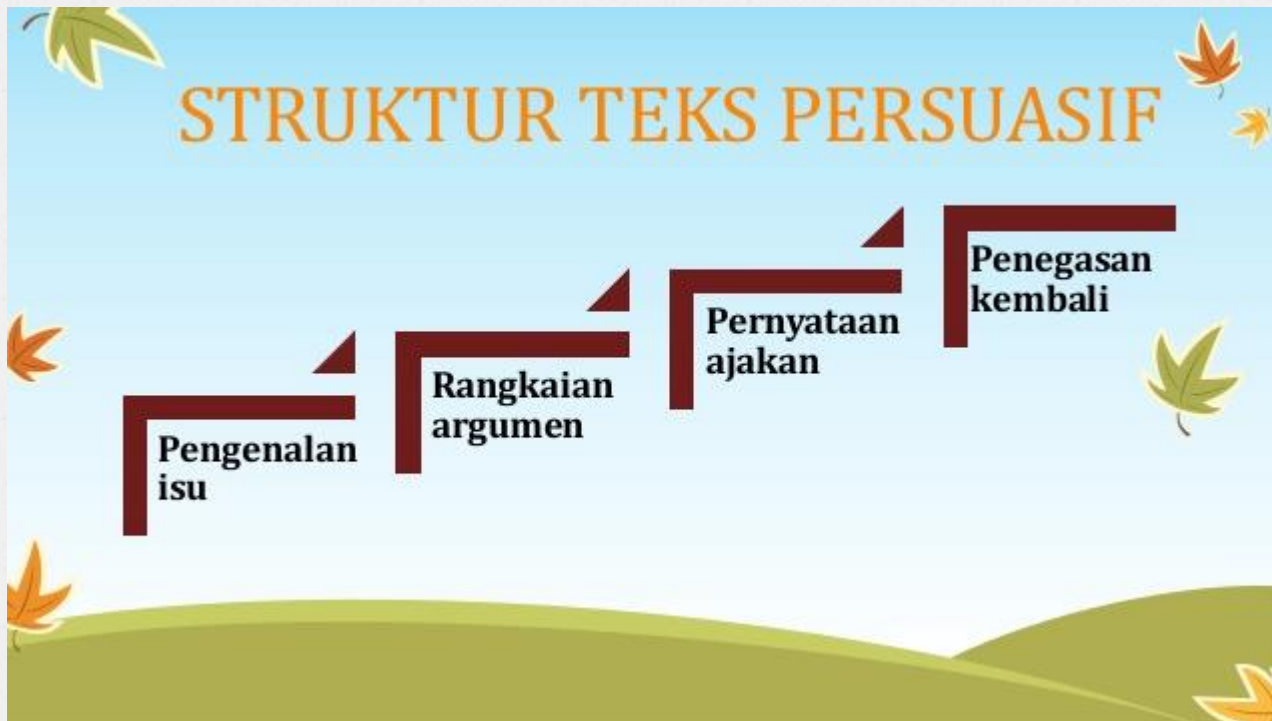 STRUKTUR TEKS PERSUASIF
Pengenalan
isu
Rangkaian
argumen
Pernyataan
ajakan
Penegasan
kembali